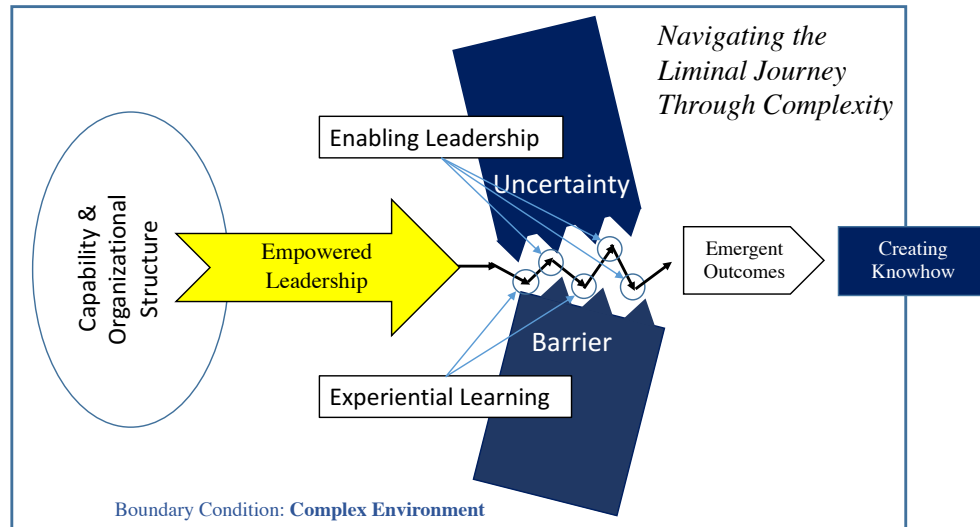 Navigating the
Liminal Journey
Through Complexity
Enabling Leadership
Uncertainty
Capability &
Organizational
Structure
Empowered
Leadership
Emergent
Outcomes
Creating
Knowhow
Barrier
Experiential Learning
Boundary Condition: Complex Environment